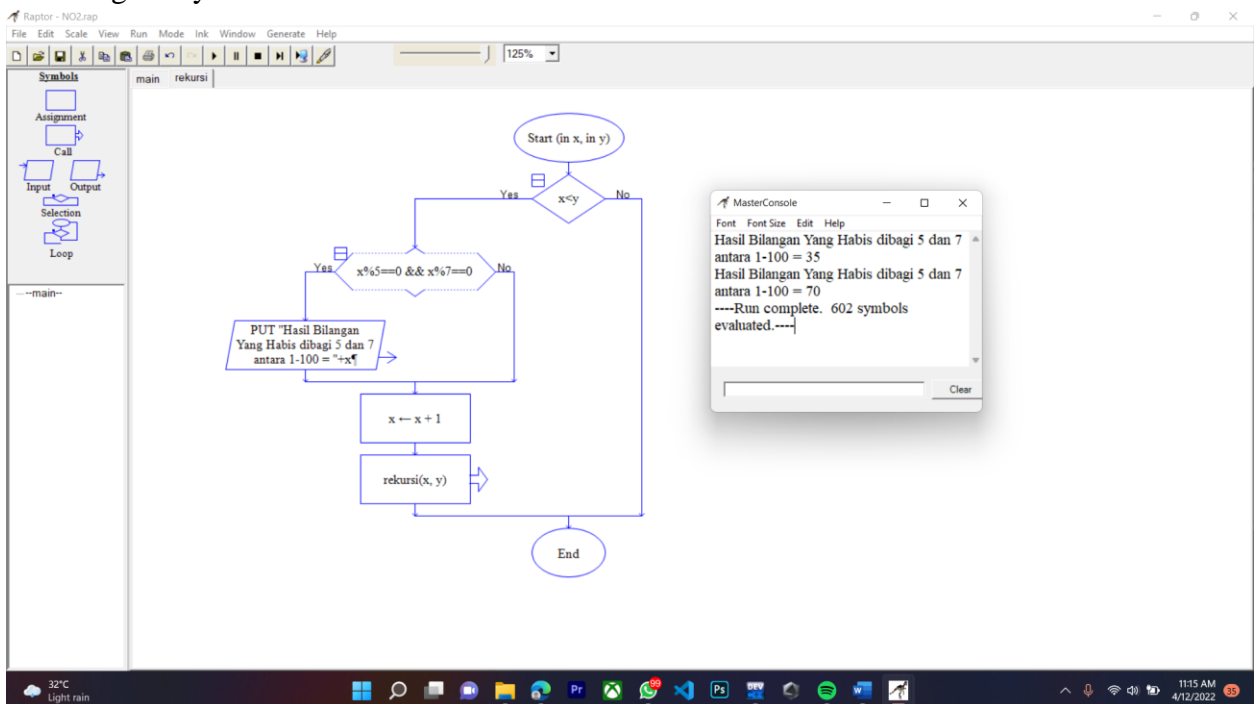 Raptor - NO2.rap
File Edit Scale View Run Mode Ink Window Generate Help
125%
Symbols
Assignment
Call
Input Output
Selection
Loop
--main--
main rekursi
Start (in x, in y)
Yes x<y No
Yes x%5==0 && x%7==0 No
PUT "Hasil Bilangan
Yang Habis dibagi 5 dan 7
antara 1-100 = "+x¶
x ← x + 1
rekursi(x, y)
End
MasterConsole
Font Font Size Edit Help
Hasil Bilangan Yang Habis dibagi 5 dan 7
antara 1-100 = 35
Hasil Bilangan Yang Habis dibagi 5 dan 7
antara 1-100 = 70
----Run complete. 602 symbols
evaluated.----
Clear
32°C
Light rain
Pr
99
Ps
DEV
11:15 AM
4/12/2022
35